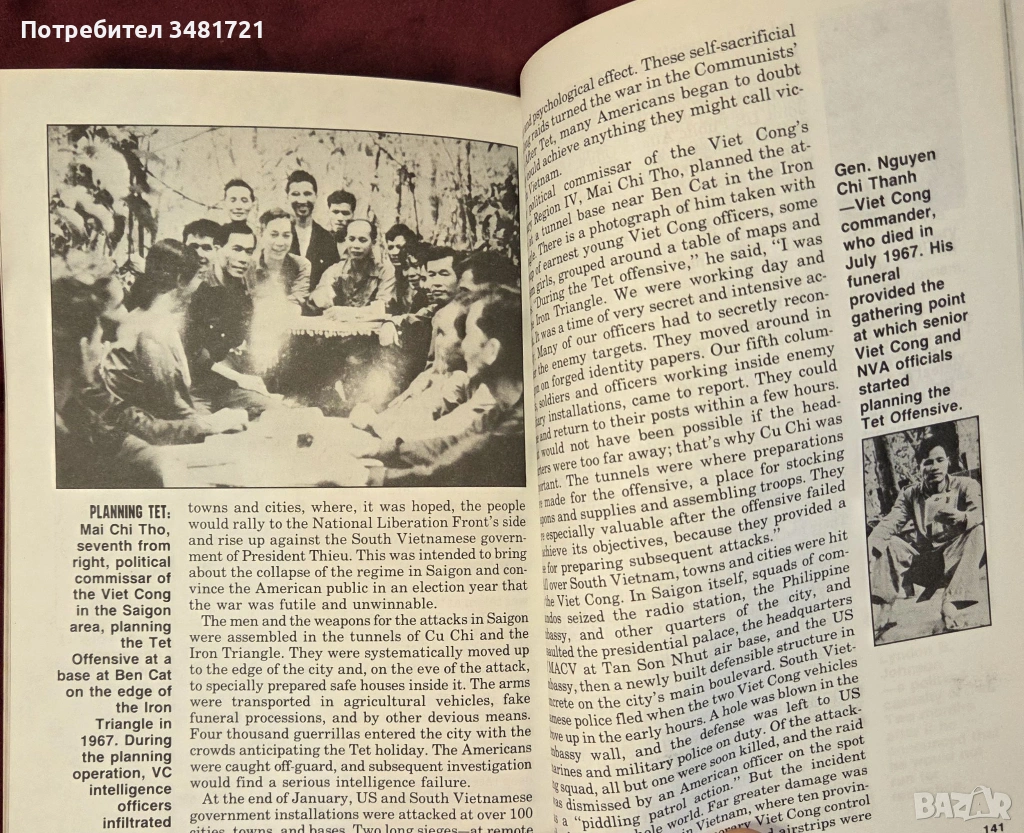 Потребител 3481721
PLANNING TET:
Mai Chi Tho,
seventh from
right, political
commissar of
the Viet Cong
in the Saigon
area, planning
the Tet
Offensive at a
base at Ben Cat
on the edge of
the Iron
Triangle in
1967. During
the planning
operation, VC
intelligence
officers
infiltrated
towns and cities, where, it was hoped, the people
would rally to the National Liberation Front's side
and rise up against the South Vietnamese govern-
ment of President Thieu. This was intended to bring
about the collapse of the regime in Saigon and con-
vince the American public in an election year that
the war was futile and unwinnable.
The men and the weapons for the attacks in Saigon
were assembled in the tunnels of Cu Chi and the
Iron Triangle. They were systematically moved up
to the edge of the city and, on the eve of the attack,
to specially prepared safe houses inside it. The arms
were transported in agricultural vehicles, fake
funeral processions, and by other devious means.
Four thousand guerrillas entered the city with the
crowds anticipating the Tet holiday. The Americans
were caught off-guard, and subsequent investigation
would find a serious intelligence failure.
At the end of January, US and South Vietnamese
government installations were attacked at over 100
cities, towns, and bases. Two long sieges—at remote
psychological effect. These self-sacrificial
raids turned the war in the Communists'
Tet, many Americans began to doubt
achieve anything they might call vic-
Vietnam.
political commissar of the Viet Cong's
Region IV, Mai Chi Tho, planned the at-
a tunnel base near Ben Cat in the Iron
There is a photograph of him taken with
of earnest young Viet Cong officers, some
girls, grouped around a table of maps and
"During the Tet offensive," he said, "I was
Iron Triangle. We were working day and
It was a time of very secret and intensive ac-
Many of our officers had to secretly recon-
the enemy targets. They moved around in
on forged identity papers. Our fifth colum-
soldiers and officers working inside enemy
installations, came to report. They could
and return to their posts within a few hours.
would not have been possible if the head-
were too far away; that's why Cu Chi was
The tunnels were where preparations
made for the offensive, a place for stocking
and supplies and assembling troops. They
especially valuable after the offensive failed
its objectives, because they provided a
for preparing subsequent attacks."
over South Vietnam, towns and cities were hit
the Viet Cong. In Saigon itself, squads of com-
seized the radio station, the Philippine
and other quarters of the city, and
the presidential palace, the headquarters
MACV at Tan Son Nhut air base, and the US
then a newly built defensible structure in
on the city's main boulevard. South Viet-
police fled when the two Viet Cong vehicles
up in the early hours. A hole was blown in the
wall, and the defense was left to US
and military police on duty. Of the attack-
squad, all but one were soon killed, and the raid
was dismissed by an American officer on the spot
a "piddling patrol action." But the incident
whole world. Far greater damage was
in Vietnam, where ten provin-
Viet Cong control
airstrips were
Gen. Nguyen
Chi Thanh
—Viet Cong
commander,
who died in
July 1967. His
funeral
provided the
gathering point
at which senior
Viet Cong and
NVA officials
started
planning the
Tet Offensive.
141
BAZAR